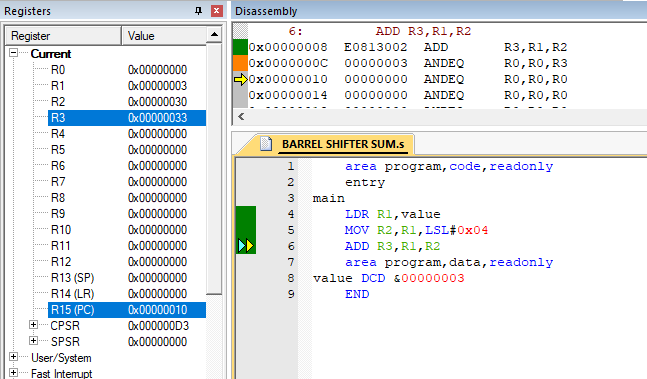 Registers
Register Value
Current
R0 0x00000000
R1 0x00000003
R2 0x00000030
R3 0x00000033
R4 0x00000000
R5 0x00000000
R6 0x00000000
R7 0x00000000
R8 0x00000000
R9 0x00000000
R10 0x00000000
R11 0x00000000
R12 0x00000000
R13 (SP) 0x00000000
R14 (LR) 0x00000000
R15 (PC) 0x00000010
CPSR 0x000000D3
SPSR 0x00000000
User/System
Fast Interrupt
Disassembly
6: ADD R3,R1,R2
0x00000008 E0813002 ADD R3,R1,R2
0x0000000C 00000003 ANDEQ R0,R0,R3
0x00000010 00000000 ANDEQ R0,R0,R0
0x00000014 00000000 ANDEQ R0,R0,R0
BARREL SHIFTER SUM.s
1 area program,code,readonly
2 entry
3 main
4 LDR R1,value
5 MOV R2,R1,LSL#0x04
6 ADD R3,R1,R2
7 area program,data,readonly
8 value DCD &00000003
9 END